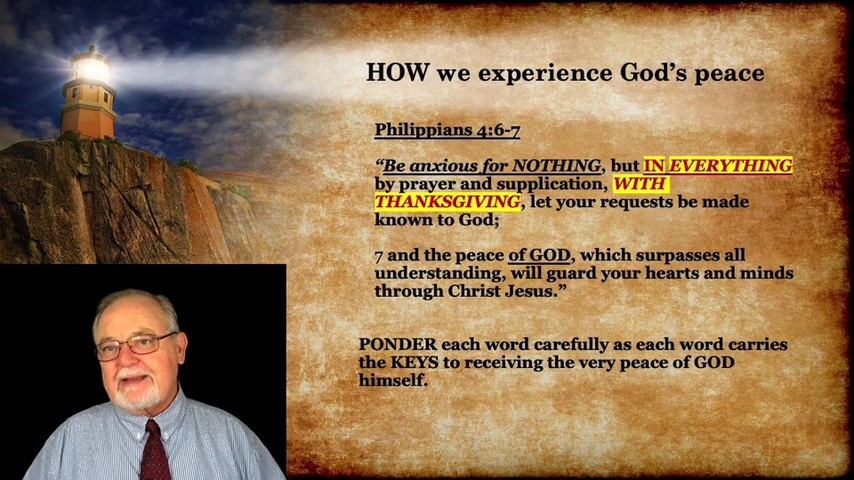 HOW we experience God's peace
Philippians 4:6-7
“Be anxious for NOTHING, but IN EVERYTHING
by prayer and supplication, WITH
THANKSGIVING, let your requests be made
known to God;
7 and the peace of GOD, which surpasses all
understanding, will guard your hearts and minds
through Christ Jesus.”
PONDER each word carefully as each word carries
the KEYS to receiving the very peace of GOD
himself.